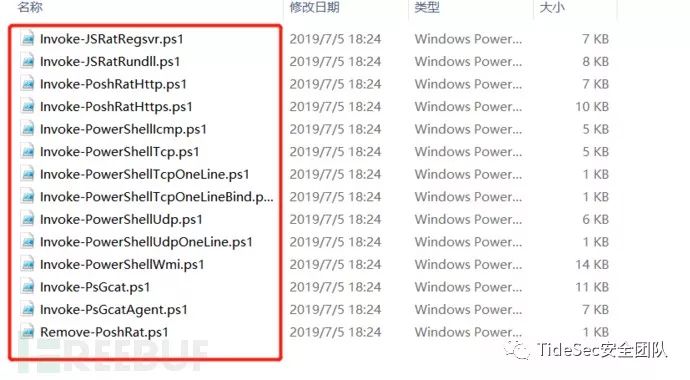 名称 修改日期 类型 大小
Invoke-JSRatRegsvr.ps1 2019/7/5 18:24 Windows Power... 7 KB
Invoke-JSRatRundll.ps1 2019/7/5 18:24 Windows Power... 8 KB
Invoke-PoshRatHttp.ps1 2019/7/5 18:24 Windows Power... 7 KB
Invoke-PoshRatHttps.ps1 2019/7/5 18:24 Windows Power... 10 KB
Invoke-PowerShellIcmp.ps1 2019/7/5 18:24 Windows Power... 5 KB
Invoke-PowerShellTcp.ps1 2019/7/5 18:24 Windows Power... 5 KB
Invoke-PowerShellTcpOneLine.ps1 2019/7/5 18:24 Windows Power... 1 KB
Invoke-PowerShellTcpOneLineBind.p... 2019/7/5 18:24 Windows Power... 1 KB
Invoke-PowerShellUdp.ps1 2019/7/5 18:24 Windows Power... 6 KB
Invoke-PowerShellUdpOneLine.ps1 2019/7/5 18:24 Windows Power... 1 KB
Invoke-PowerShellWmi.ps1 2019/7/5 18:24 Windows Power... 14 KB
Invoke-PsGcat.ps1 2019/7/5 18:24 Windows Power... 11 KB
Invoke-PsGcatAgent.ps1 2019/7/5 18:24 Windows Power... 7 KB
Remove-PoshRat.ps1 2019/7/5 18:24 Windows Power... 1 KB
FREEBUF
TideSec安全团队